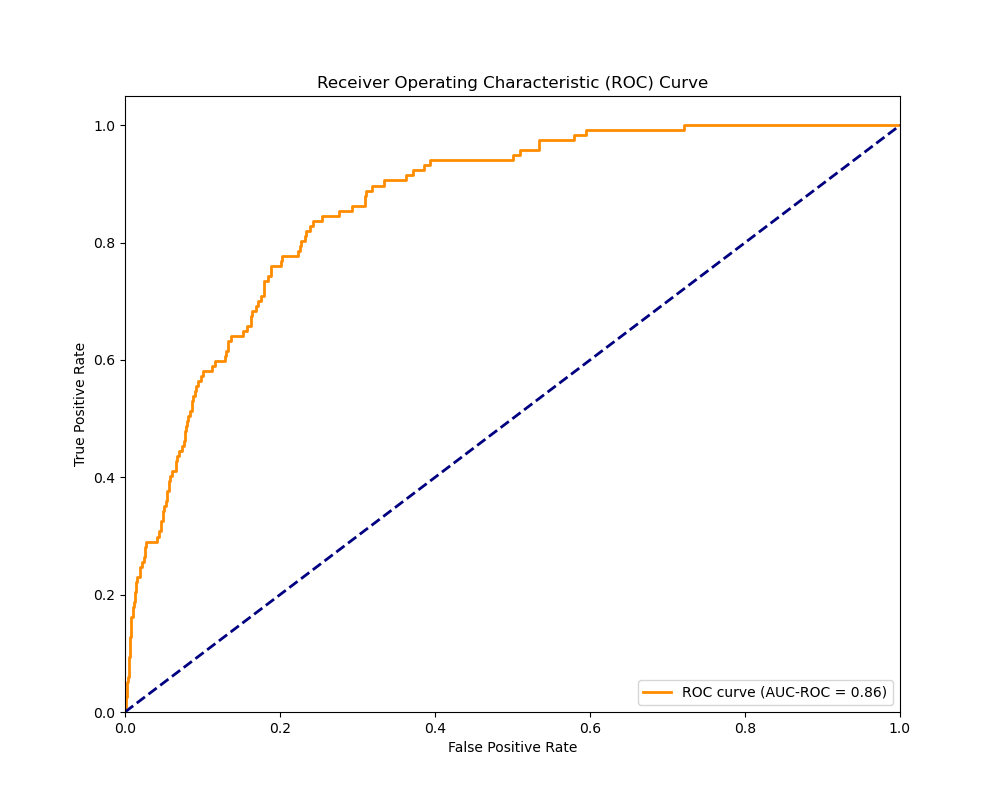 Receiver Operating Characteristic (ROC) Curve
1.0
0.8
0.6
0.4
0.2
0.0
True Positive Rate
ROC curve (AUC-ROC = 0.86)
0.0 0.2 0.4 0.6 0.8 1.0
False Positive Rate